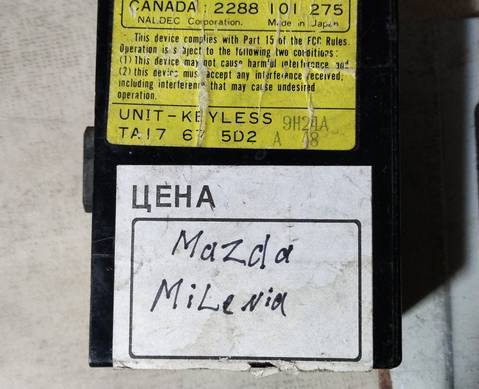 CANADA : 2288 101 275
NALDEC Corporation. Made in Japan
This device complies with Part 15 of the FCC Rules.
Operation is subject to the following two conditions:
(1) This device may not cause harmful interference, and
(2) this device must accept any interference received,
including interference that may cause undesired
operation.
UNIT-KEYLESS 9H24A
TA17 67 5D2 A 18
ЦЕНА
Mazda
MiLenia